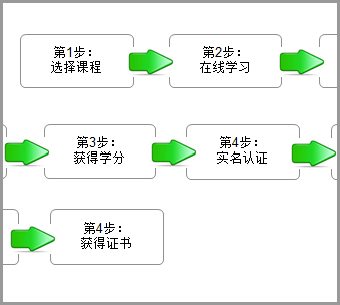 第1步：
选择课程
第2步：
在线学习
第3步：
获得学分
第4步：
实名认证
第4步：
获得证书